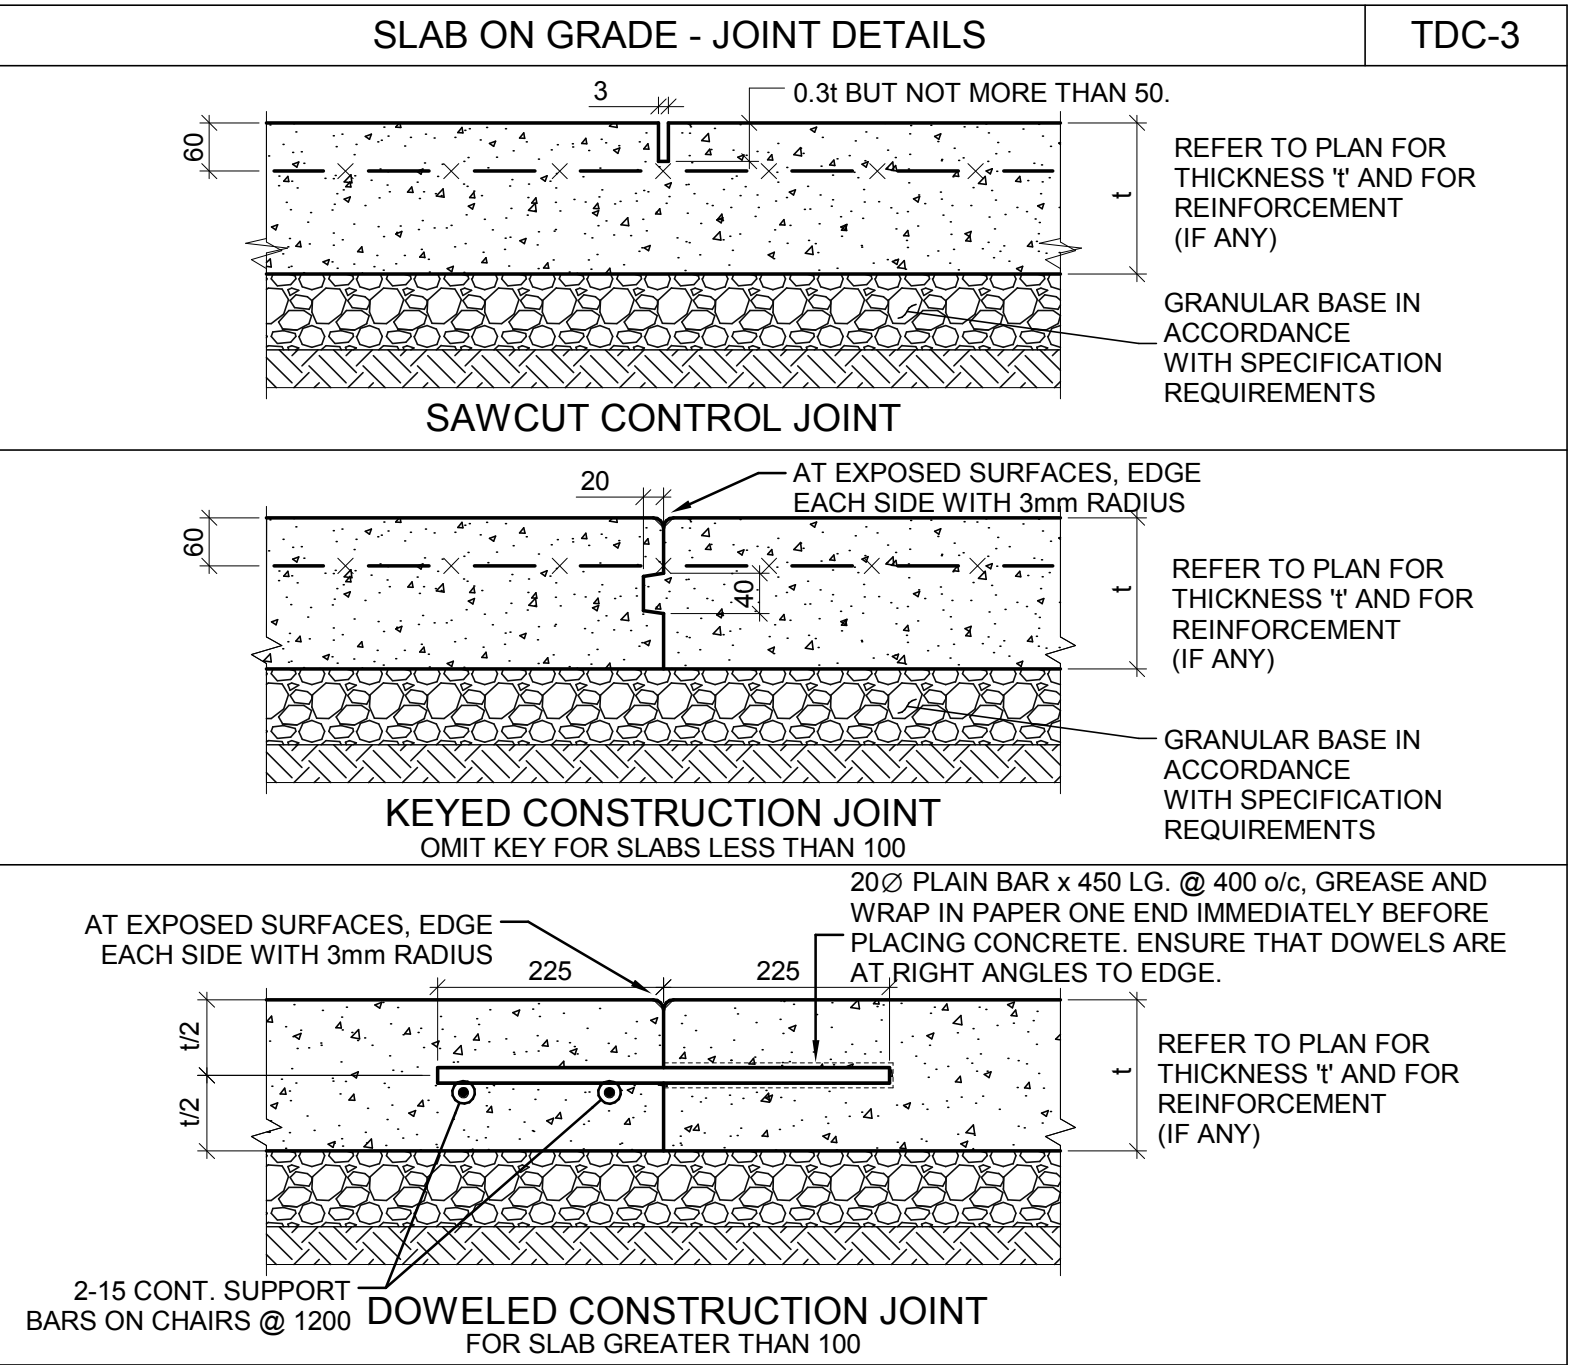 SLAB ON GRADE - JOINT DETAILS
TDC-3
3
0.3t BUT NOT MORE THAN 50.
60
t
REFER TO PLAN FOR
THICKNESS 't' AND FOR
REINFORCEMENT
(IF ANY)
GRANULAR BASE IN
ACCORDANCE
WITH SPECIFICATION
REQUIREMENTS
SAWCUT CONTROL JOINT
20
AT EXPOSED SURFACES, EDGE
EACH SIDE WITH 3mm RADIUS
60
40
t
REFER TO PLAN FOR
THICKNESS 't' AND FOR
REINFORCEMENT
(IF ANY)
GRANULAR BASE IN
ACCORDANCE
WITH SPECIFICATION
REQUIREMENTS
KEYED CONSTRUCTION JOINT
OMIT KEY FOR SLABS LESS THAN 100
20∅ PLAIN BAR x 450 LG. @ 400 o/c, GREASE AND
WRAP IN PAPER ONE END IMMEDIATELY BEFORE
PLACING CONCRETE. ENSURE THAT DOWELS ARE
AT RIGHT ANGLES TO EDGE.
AT EXPOSED SURFACES, EDGE
EACH SIDE WITH 3mm RADIUS
225
225
t/2
t/2
t
REFER TO PLAN FOR
THICKNESS 't' AND FOR
REINFORCEMENT
(IF ANY)
2-15 CONT. SUPPORT
BARS ON CHAIRS @ 1200
DOWELED CONSTRUCTION JOINT
FOR SLAB GREATER THAN 100